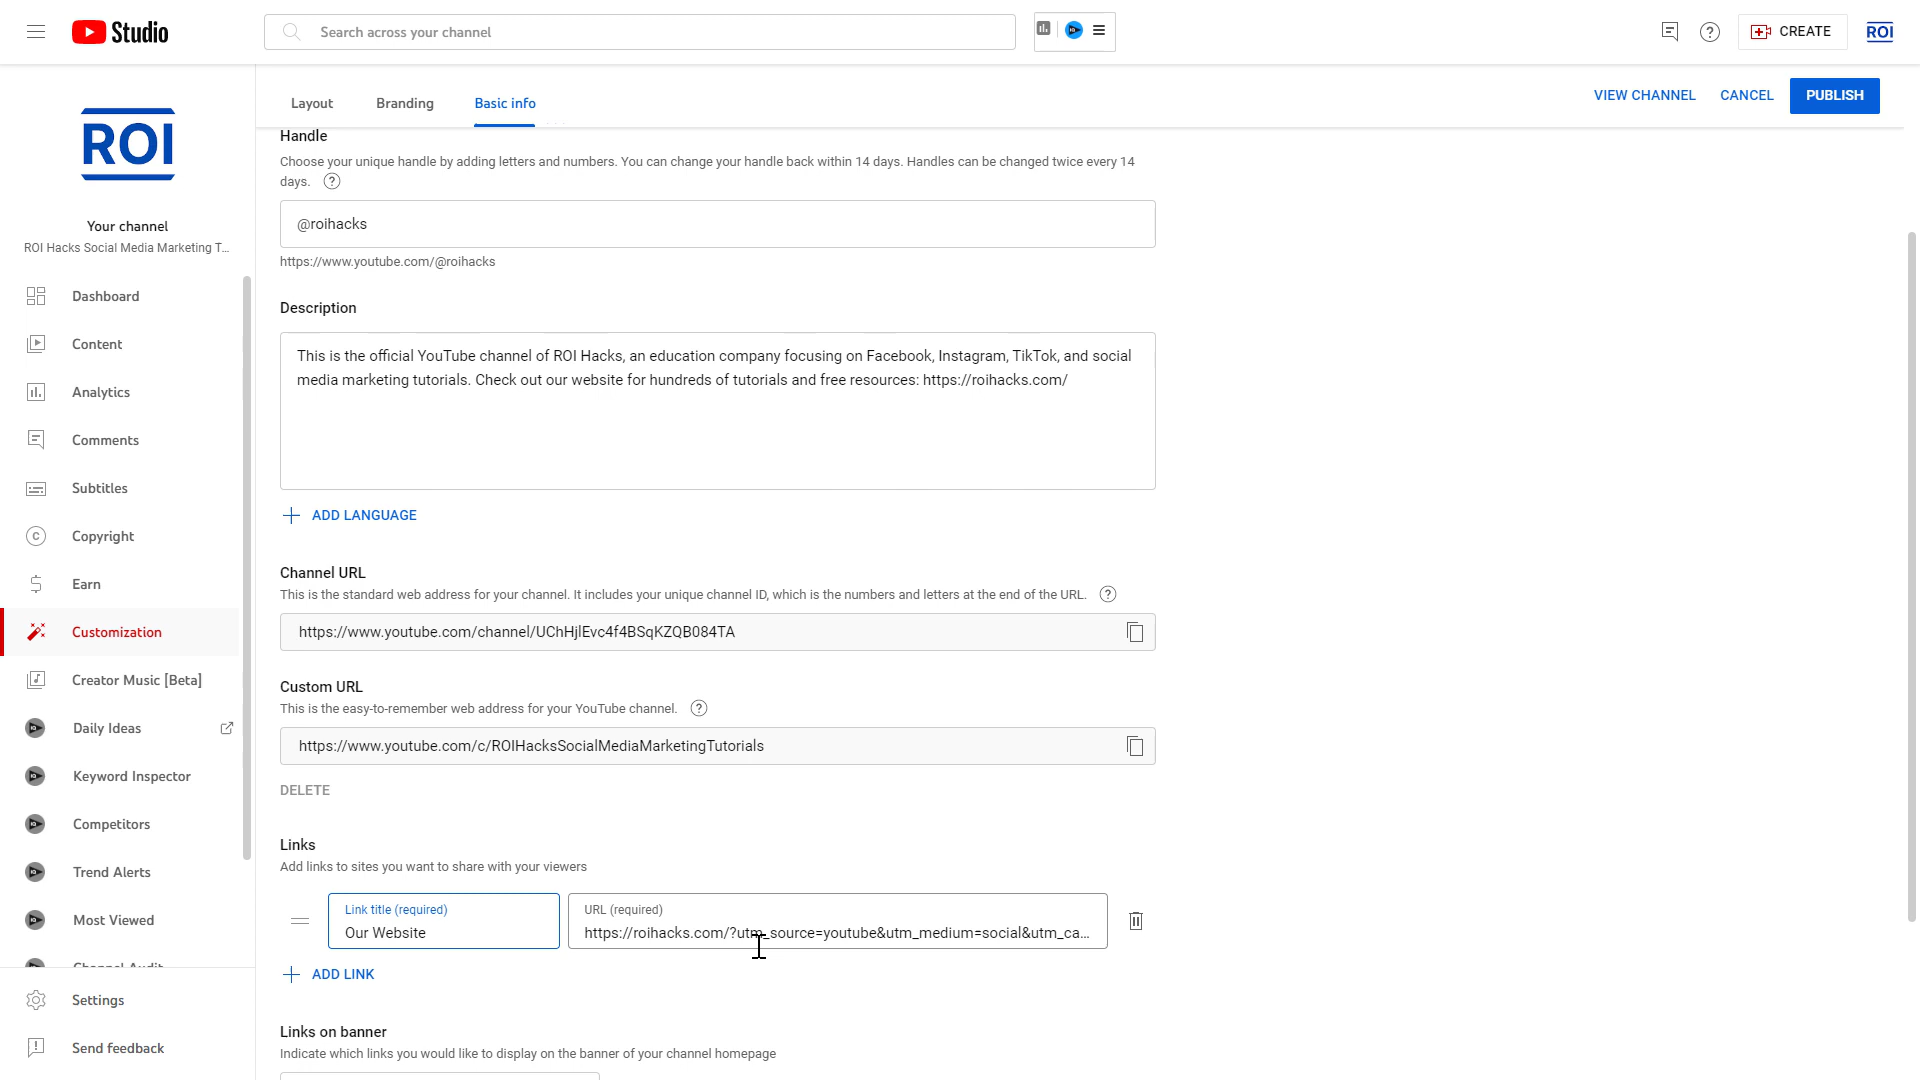 Studio
Search across your channel
CREATE
ROI
ROI
Your channel
ROI Hacks Social Media Marketing T...
Dashboard
Content
Analytics
Comments
Subtitles
Copyright
Earn
Customization
Creator Music [Beta]
Daily Ideas
Keyword Inspector
Competitors
Trend Alerts
Most Viewed
Channel Audit
Settings
Send feedback
Layout
Branding
Basic info
VIEW CHANNEL
CANCEL
PUBLISH
Handle
Choose your unique handle by adding letters and numbers. You can change your handle back within 14 days. Handles can be changed twice every 14
days.
@roihacks
https://www.youtube.com/@roihacks
Description
This is the official YouTube channel of ROI Hacks, an education company focusing on Facebook, Instagram, TikTok, and social
media marketing tutorials. Check out our website for hundreds of tutorials and free resources: https://roihacks.com/
ADD LANGUAGE
Channel URL
This is the standard web address for your channel. It includes your unique channel ID, which is the numbers and letters at the end of the URL.
https://www.youtube.com/channel/UChHjlEvc4f4BSqKZQB084TA
Custom URL
This is the easy-to-remember web address for your YouTube channel.
https://www.youtube.com/c/ROIHacksSocialMediaMarketingTutorials
DELETE
Links
Add links to sites you want to share with your viewers
Link title (required)
Our Website
URL (required)
https://roihacks.com/?utm_source=youtube&utm_medium=social&utm_ca...
ADD LINK
Links on banner
Indicate which links you would like to display on the banner of your channel homepage